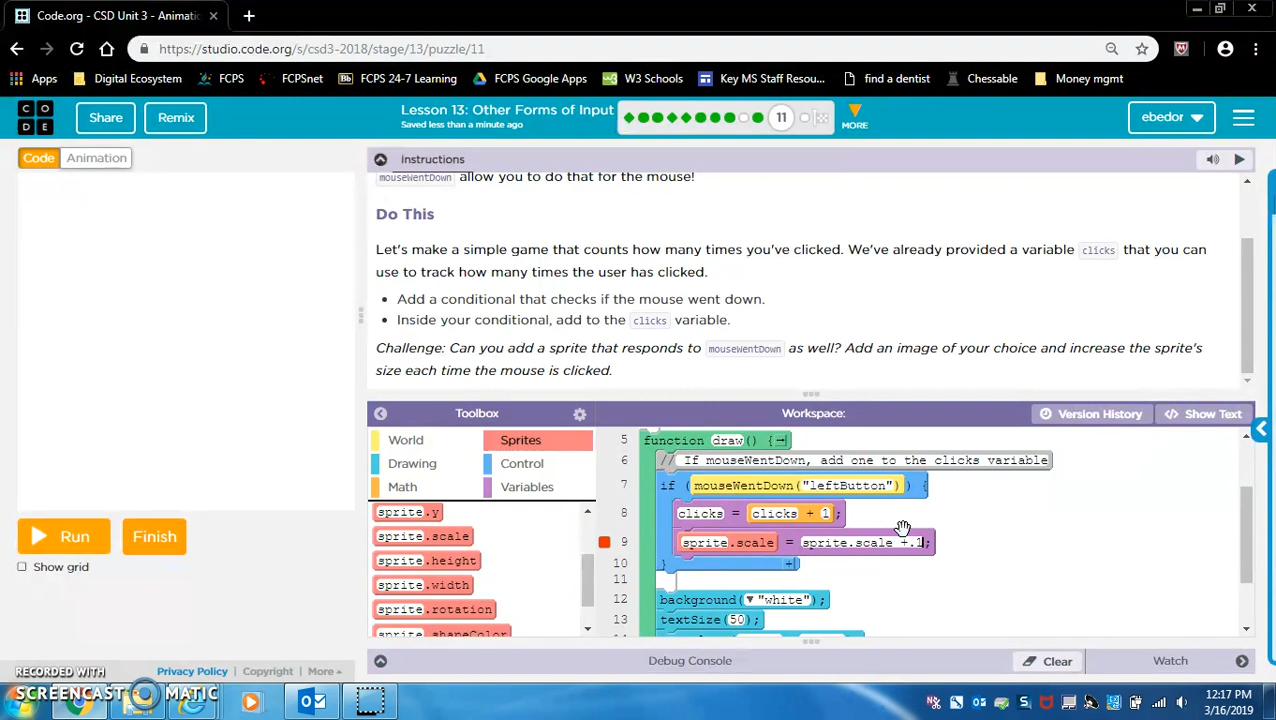 Code.org - CSD Unit 3 - Animatic
https://studio.code.org/s/csd3-2018/stage/13/puzzle/11
Apps Digital Ecosystem FCPS FCPSnet Bb FCPS 24-7 Learning FCPS Google Apps W3 Schools Key MS Staff Resou... find a dentist Chessable Money mgmt
C O D E Share Remix Lesson 13: Other Forms of Input 11 MORE ebedor
Saved less than a minute ago
Code Animation
Instructions
mouseWentDown allow you to do that for the mouse!
Do This
Let's make a simple game that counts how many times you've clicked. We've already provided a variable clicks that you can
use to track how many times the user has clicked.
• Add a conditional that checks if the mouse went down.
• Inside your conditional, add to the clicks variable.
Challenge: Can you add a sprite that responds to mouseWentDown as well? Add an image of your choice and increase the sprite's
size each time the mouse is clicked.
Toolbox Workspace: Version History </> Show Text
World Sprites
Drawing Control
Math Variables
sprite.y
sprite.scale
sprite.height
sprite.width
sprite.rotation
sprite.shapeColor
5 function draw() {
6 // If mouseWentDown, add one to the clicks variable
7 if (mouseWentDown("leftButton")) {
8 clicks = clicks + 1;
9 sprite.scale = sprite.scale +.1;
10 }
11
12 background("white");
13 textSize(50);
Run Finish
Show grid
Debug Console Clear Watch
Privacy Policy | Copyright | More
RECORDED WITH
SCREENCAST MATIC
12:17 PM
3/16/2019